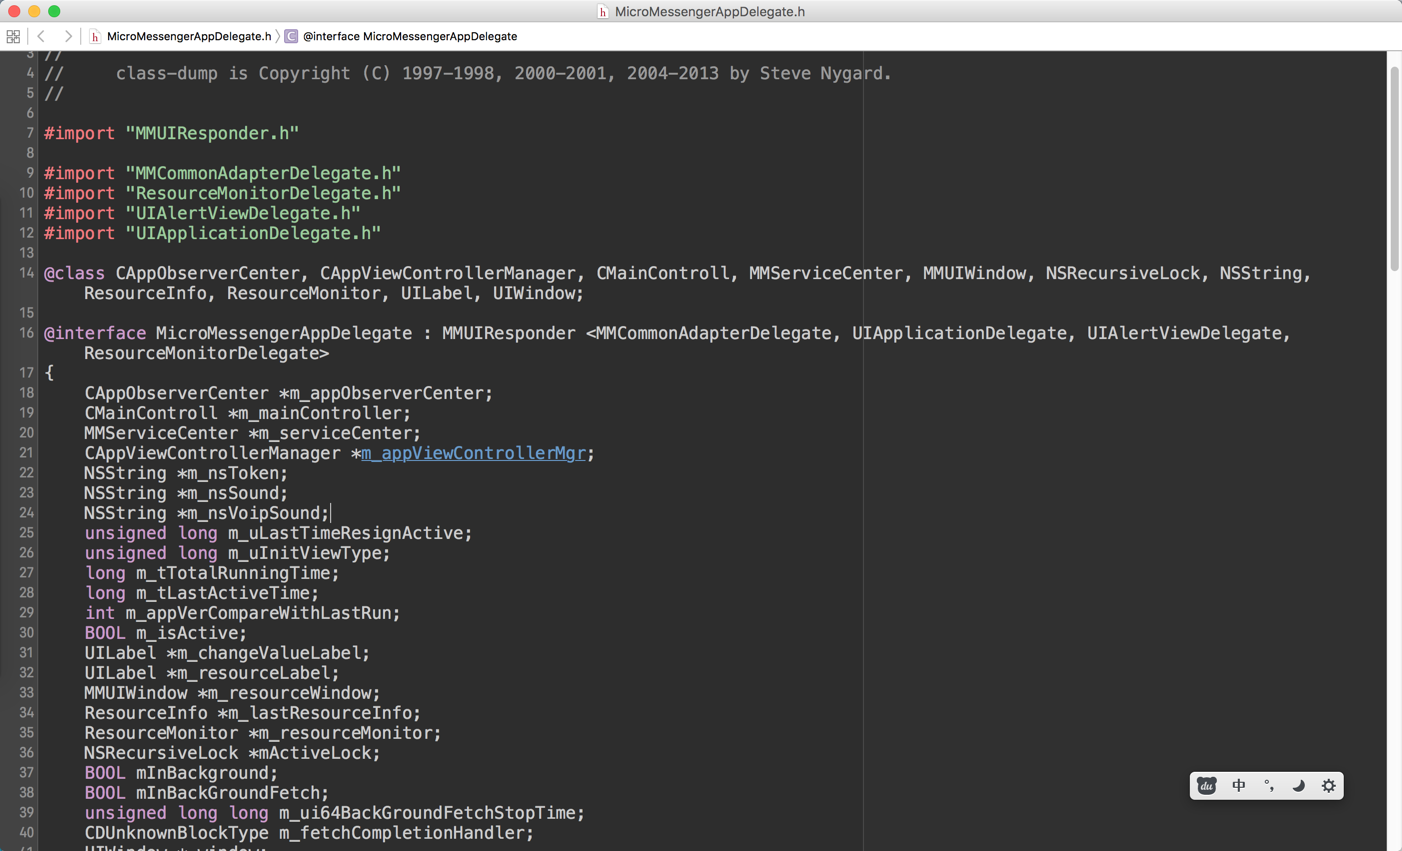 MicroMessengerAppDelegate.h
MicroMessengerAppDelegate.h 〉 C @interface MicroMessengerAppDelegate
3 //
4 //      class-dump is Copyright (C) 1997-1998, 2000-2001, 2004-2013 by Steve Nygard.
5 //
6
7 #import "MMUIResponder.h"
8
9 #import "MMCommonAdapterDelegate.h"
10 #import "ResourceMonitorDelegate.h"
11 #import "UIAlertViewDelegate.h"
12 #import "UIApplicationDelegate.h"
13
14 @class CAppObserverCenter, CAppViewControllerManager, CMainControll, MMServiceCenter, MMUIWindow, NSRecursiveLock, NSString,
ResourceInfo, ResourceMonitor, UILabel, UIWindow;
15
16 @interface MicroMessengerAppDelegate : MMUIResponder <MMCommonAdapterDelegate, UIApplicationDelegate, UIAlertViewDelegate,
ResourceMonitorDelegate>
17 {
18     CAppObserverCenter *m_appObserverCenter;
19     CMainControll *m_mainController;
20     MMServiceCenter *m_serviceCenter;
21     CAppViewControllerManager *m_appViewControllerMgr;
22     NSString *m_nsToken;
23     NSString *m_nsSound;
24     NSString *m_nsVoipSound;
25     unsigned long m_uLastTimeResignActive;
26     unsigned long m_uInitViewType;
27     long m_tTotalRunningTime;
28     long m_tLastActiveTime;
29     int m_appVerCompareWithLastRun;
30     BOOL m_isActive;
31     UILabel *m_changeValueLabel;
32     UILabel *m_resourceLabel;
33     MMUIWindow *m_resourceWindow;
34     ResourceInfo *m_lastResourceInfo;
35     ResourceMonitor *m_resourceMonitor;
36     NSRecursiveLock *mActiveLock;
37     BOOL mInBackground;
38     BOOL mInBackGroundFetch;
39     unsigned long long m_ui64BackGroundFetchStopTime;
40     CDUnknownBlockType m_fetchCompletionHandler;
du 中 °,